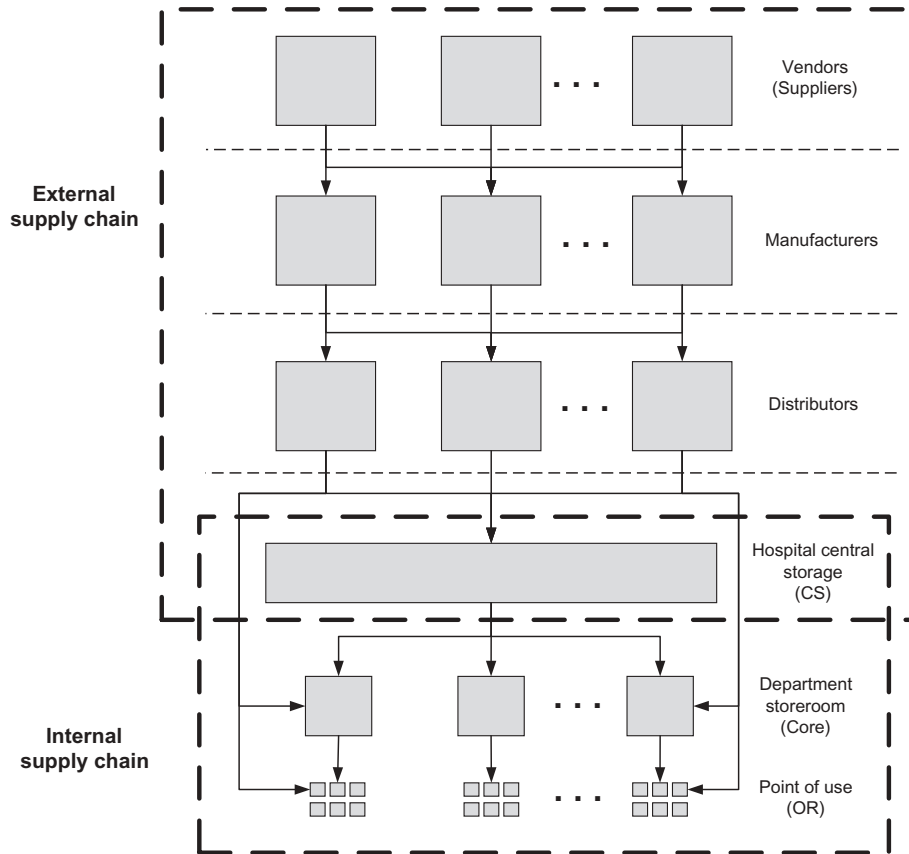 Vendors
(Suppliers)
External
supply chain
Manufacturers
Distributors
Hospital central
storage
(CS)
Department
storeroom
(Core)
Internal
supply chain
Point of use
(OR)